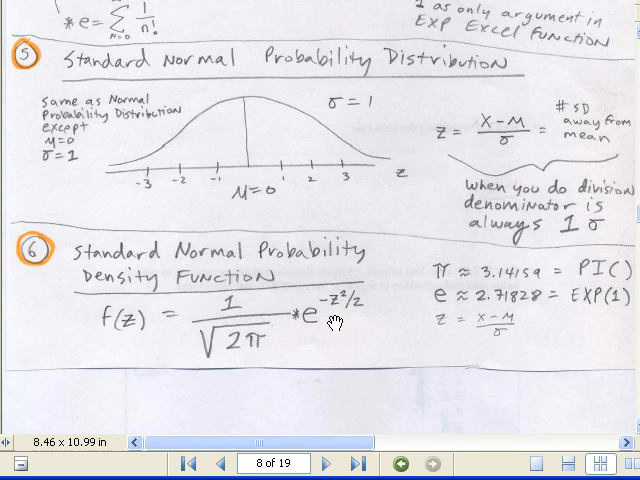 * e = ∞ Σ n=0 1/n!
1 as only argument in
EXP Excel Function
5 Standard Normal Probability Distribution
same as Normal
Probability Distribution
except
μ=0
σ=1
σ = 1
-3 -2 -1 1 2 3 z
μ=0
z = (x-μ)/σ = # SD away from mean
when you do division
denominator is
always 1 σ
6 Standard Normal Probability
Density Function
f(z) = 1/√2π * e^-z²/2
π ≈ 3.14159 = PI()
e ≈ 2.71828 = EXP(1)
z = (x-μ)/σ
8.46 x 10.99 in
8 of 19